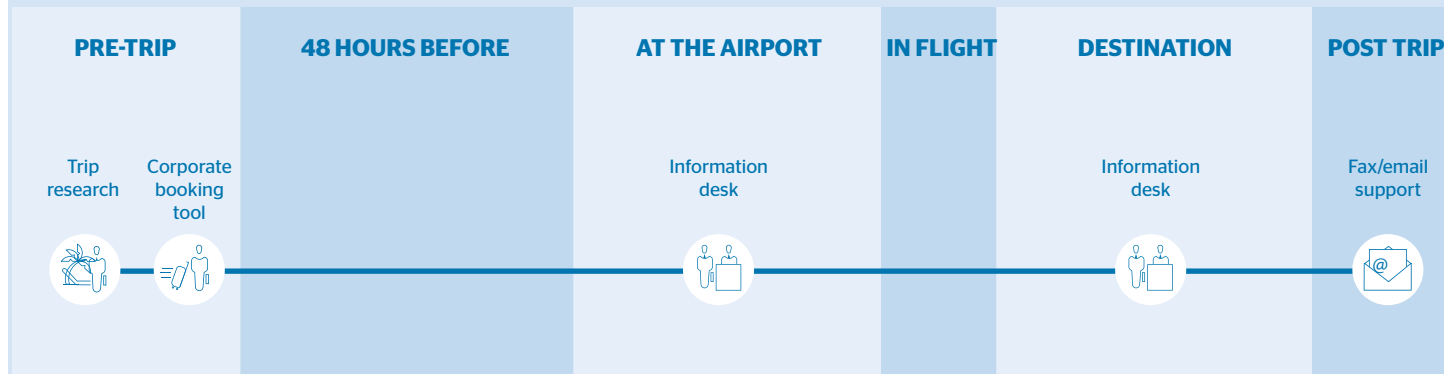 PRE-TRIP
48 HOURS BEFORE
AT THE AIRPORT
IN FLIGHT
DESTINATION
POST TRIP
Trip
research
Corporate
booking
tool
Information
desk
Information
desk
Fax/email
support
@